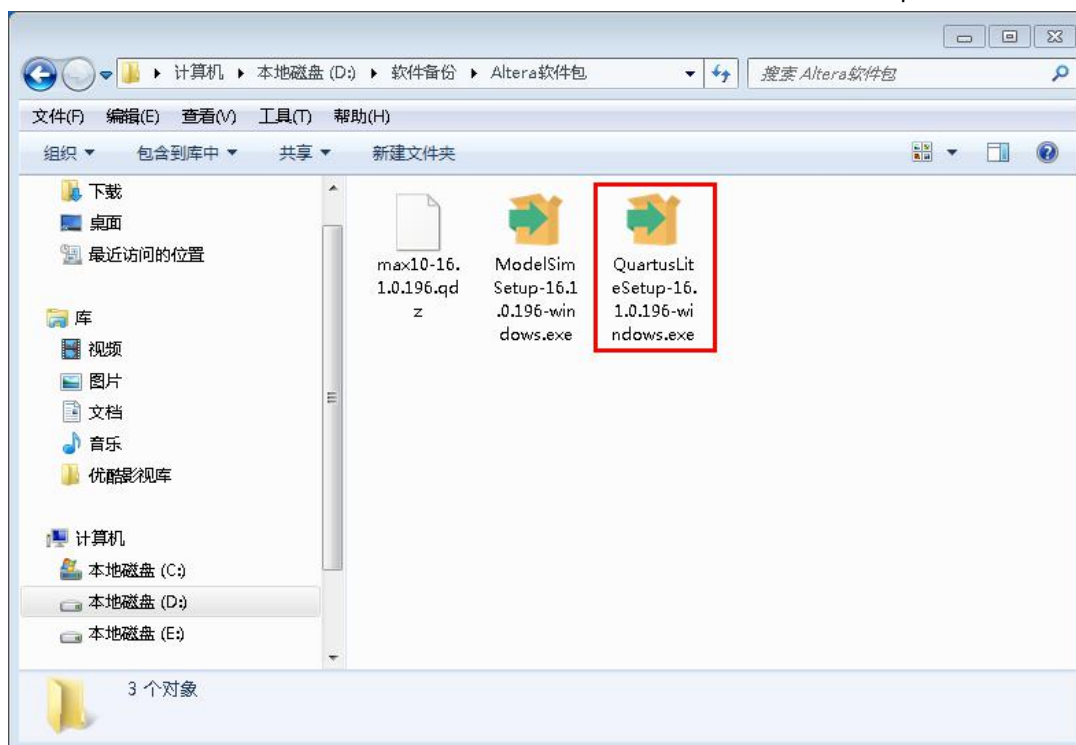 计算机 ▸ 本地磁盘 (D:) ▸ 软件备份 ▸ Altera软件包
搜索 Altera软件包
文件(F) 编辑(E) 查看(V) 工具(T) 帮助(H)
组织 包含到库中 共享 新建文件夹
下载
桌面
最近访问的位置
库
视频
图片
文档
音乐
优酷影视库
计算机
本地磁盘 (C:)
本地磁盘 (D:)
本地磁盘 (E:)
max10-16.
1.0.196.qd
z
ModelSim
Setup-16.1
.0.196-win
dows.exe
QuartusLit
eSetup-16.
1.0.196-wi
ndows.exe
3 个对象